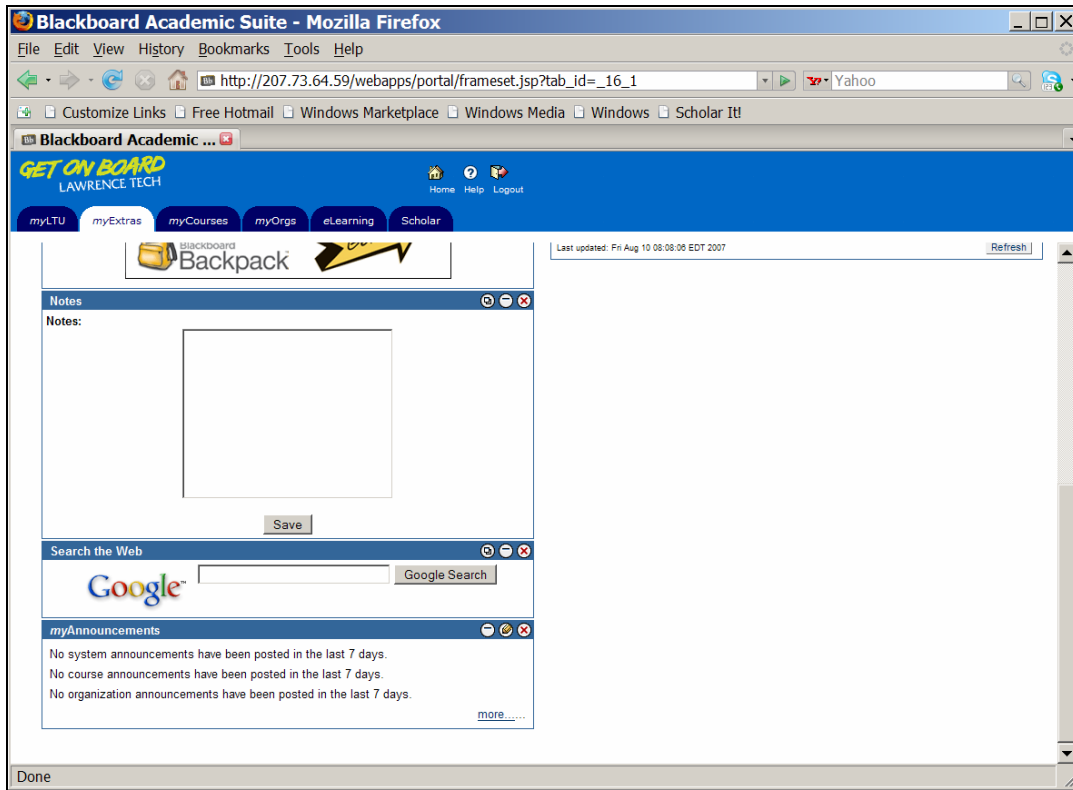 Blackboard Academic Suite - Mozilla Firefox
File Edit View History Bookmarks Tools Help
http://207.73.64.59/webapps/portal/frameset.jsp?tab_id=_16_1 Yahoo
Customize Links Free Hotmail Windows Marketplace Windows Media Windows Scholar It!
Bb Blackboard Academic ...
GET ON BOARD
LAWRENCE TECH
Home Help Logout
myLTU myExtras myCourses myOrgs eLearning Scholar
Blackboard
Backpack
Last updated: Fri Aug 10 08:08:06 EDT 2007 Refresh
Notes
Notes:
Save
Search the Web
Google™ Google Search
myAnnouncements
No system announcements have been posted in the last 7 days.
No course announcements have been posted in the last 7 days.
No organization announcements have been posted in the last 7 days.
more......
Done